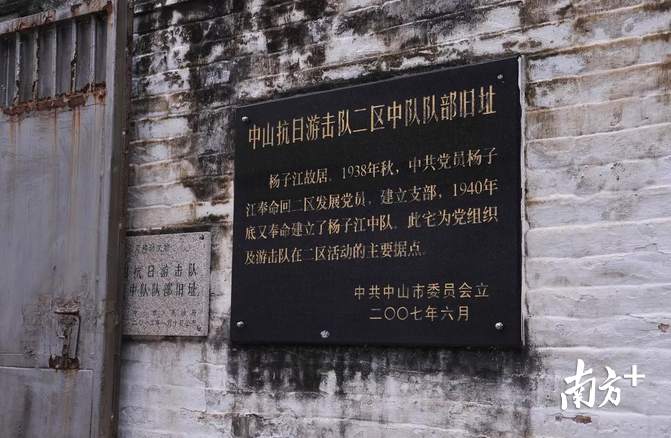 中山抗日游击队二区中队队部旧址
杨子江故居。1938年秋，中共党员杨子
江奉命回二区发展党员，建立支部，1940年
底又奉命建立了杨子江中队。此宅为党组织
及游击队在二区活动的主要据点。
中共中山市委员会立
二〇〇七年六月
抗日游击队
中队队部旧址
南方+